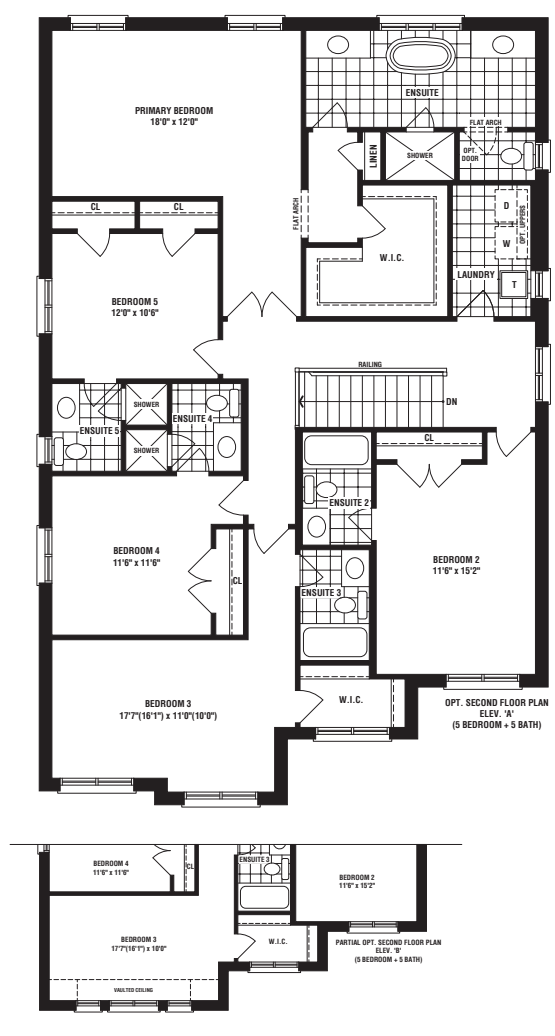 ENSUITE
PRIMARY BEDROOM
18'0" x 12'0"
FLAT ARCH
OPT.
DOOR
LINEN
SHOWER
CL
CL
FLAT ARCH
D
W
OPT. UPPERS
W.I.C.
LAUNDRY
T
BEDROOM 5
12'0" x 10'6"
RAILING
DN
SHOWER
ENSUITE 4
ENSUITE 5
SHOWER
CL
ENSUITE 2
BEDROOM 4
11'6" x 11'6"
CL
BEDROOM 2
11'6" x 15'2"
ENSUITE 3
W.I.C.
BEDROOM 3
17'7"(16'1") x 11'0"(10'0")
OPT. SECOND FLOOR PLAN
ELEV. 'A'
(5 BEDROOM + 5 BATH)
ENSUITE 3
BEDROOM 4
11'6" x 11'6"
CL
BEDROOM 2
11'6" x 15'2"
BEDROOM 3
17'7"(16'1") x 10'0"
W.I.C.
PARTIAL OPT. SECOND FLOOR PLAN
ELEV. 'B'
(5 BEDROOM + 5 BATH)
VAULTED CEILING